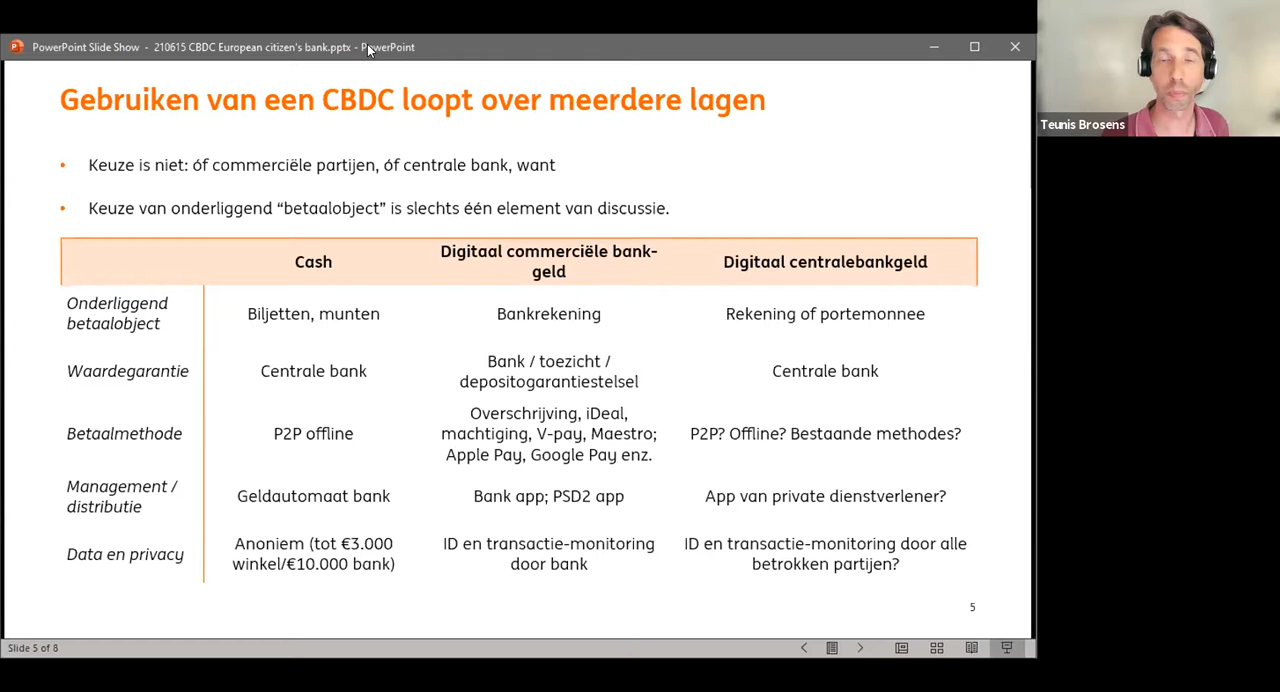 PowerPoint Slide Show - 210615 CBDC European citizen's bank.pptx - PowerPoint
Teunis Brosens
Gebruiken van een CBDC loopt over meerdere lagen
• Keuze is niet: óf commerciële partijen, óf centrale bank, want
• Keuze van onderliggend “betaalobject” is slechts één element van discussie.
Cash
Digitaal commerciële bank-
geld
Digitaal centralebankgeld
Onderliggend
betaalobject
Biljetten, munten
Bankrekening
Rekening of portemonnee
Waardegarantie
Centrale bank
Bank / toezicht /
depositogarantiestelsel
Centrale bank
Betaalmethode
P2P offline
Overschrijving, iDeal,
machtiging, V-pay, Maestro;
Apple Pay, Google Pay enz.
P2P? Offline? Bestaande methodes?
Management /
distributie
Geldautomaat bank
Bank app; PSD2 app
App van private dienstverlener?
Data en privacy
Anoniem (tot €3.000
winkel/€10.000 bank)
ID en transactie-monitoring
door bank
ID en transactie-monitoring door alle
betrokken partijen?
5
Slide 5 of 8